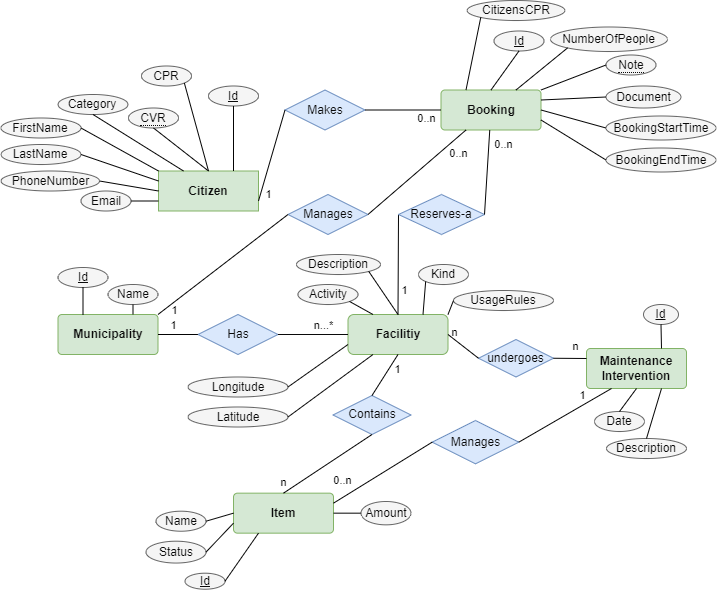 CitizensCPR
Id
NumberOfPeople
Note
Document
BookingStartTime
BookingEndTime
Booking
CPR
Id
Category
CVR
FirstName
LastName
PhoneNumber
Email
Citizen
1
Makes
0..n
0..n
0..n
Manages
Reserves-a
Id
Name
Municipality
1
1
Has
n...*
Description
Activity
Kind
UsageRules
1
Facilitiy
n
1
Longitude
Latitude
undergoes
n
Id
Maintenance
Intervention
1
Date
Description
Contains
Manages
n
0..n
Item
Name
Status
Id
Amount